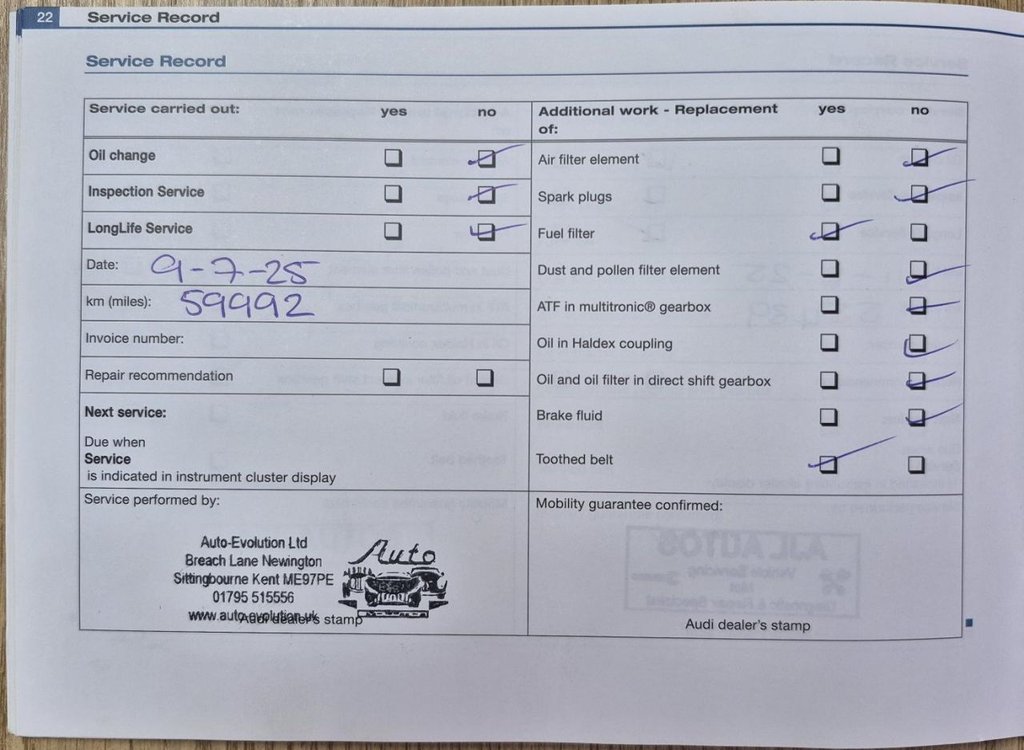 22 Service Record
Service Record
Service carried out: yes no
Oil change
Inspection Service
LongLife Service
Date: 9-7-25
km (miles): 59992
Invoice number:
Repair recommendation
Next service:
Due when
Service
is indicated in instrument cluster display
Service performed by:
Auto-Evolution Ltd
Breach Lane Newington
Sittingbourne Kent ME97PE
01795 515556
www.auto-evolution.uk
Auto
Audi dealer's stamp
Additional work - Replacement yes no
of:
Air filter element
Spark plugs
Fuel filter
Dust and pollen filter element
ATF in multitronic® gearbox
Oil in Haldex coupling
Oil and oil filter in direct shift gearbox
Brake fluid
Toothed belt
Mobility guarantee confirmed:
Audi dealer's stamp